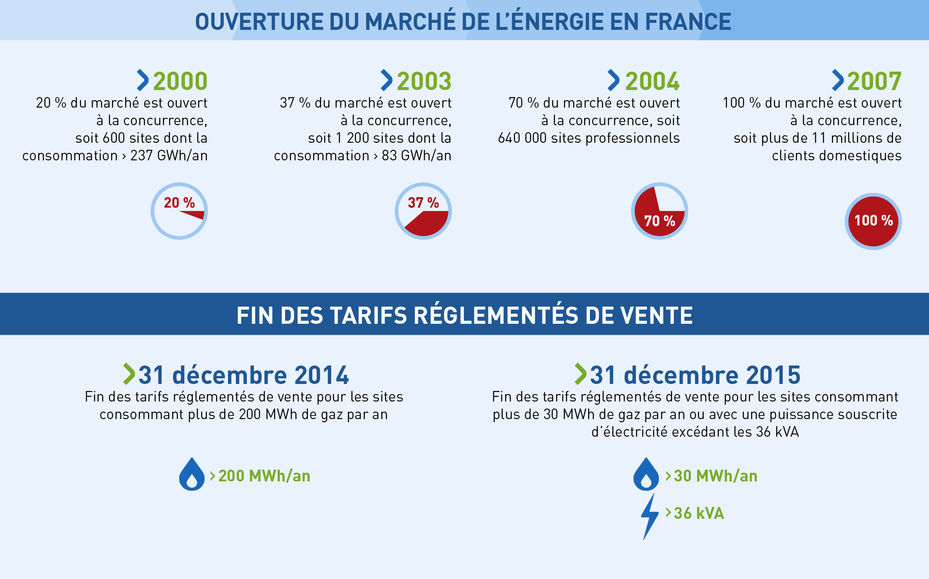 OUVERTURE DU MARCHÉ DE L'ÉNERGIE EN FRANCE
> 2000
20 % du marché est ouvert
à la concurrence,
soit 600 sites dont la
consommation > 237 GWh/an
20 %
> 2003
37 % du marché est ouvert
à la concurrence,
soit 1 200 sites dont la
consommation > 83 GWh/an
37 %
> 2004
70 % du marché est ouvert
à la concurrence, soit
640 000 sites professionnels
70 %
> 2007
100 % du marché est ouvert
à la concurrence,
soit plus de 11 millions de
clients domestiques
100 %
FIN DES TARIFS RÉGLEMENTÉS DE VENTE
> 31 décembre 2014
Fin des tarifs réglementés de vente pour les sites
consommant plus de 200 MWh de gaz par an
> 200 MWh/an
> 31 décembre 2015
Fin des tarifs réglementés de vente pour les sites consommant
plus de 30 MWh de gaz par an ou avec une puissance souscrite
d'électricité excédant les 36 kVA
> 30 MWh/an
> 36 kVA